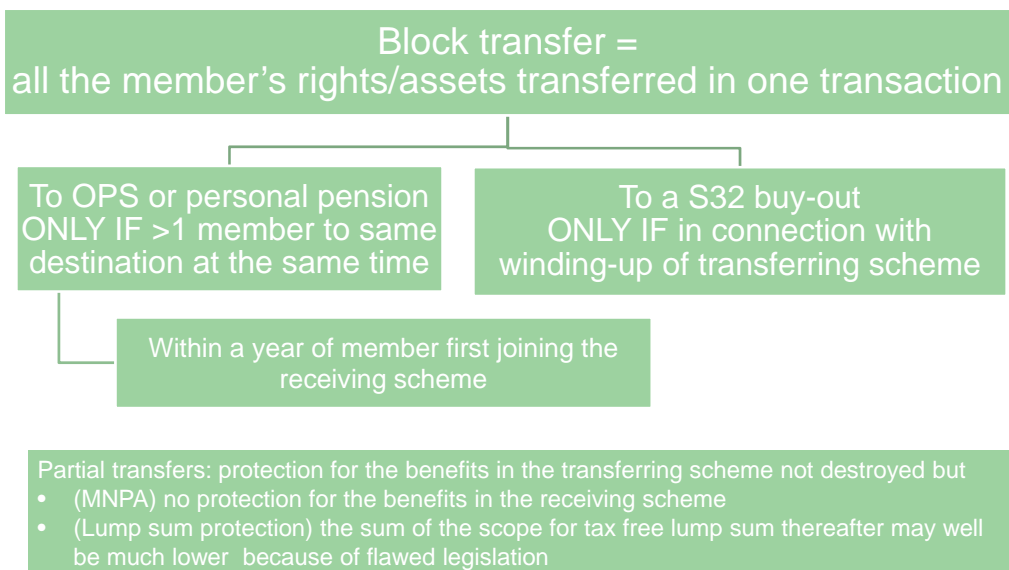 Block transfer =
all the member’s rights/assets transferred in one transaction
To OPS or personal pension
ONLY IF >1 member to same
destination at the same time
To a S32 buy-out
ONLY IF in connection with
winding-up of transferring scheme
Within a year of member first joining the
receiving scheme
Partial transfers: protection for the benefits in the transferring scheme not destroyed but
• (MNPA) no protection for the benefits in the receiving scheme
• (Lump sum protection) the sum of the scope for tax free lump sum thereafter may well
be much lower because of flawed legislation